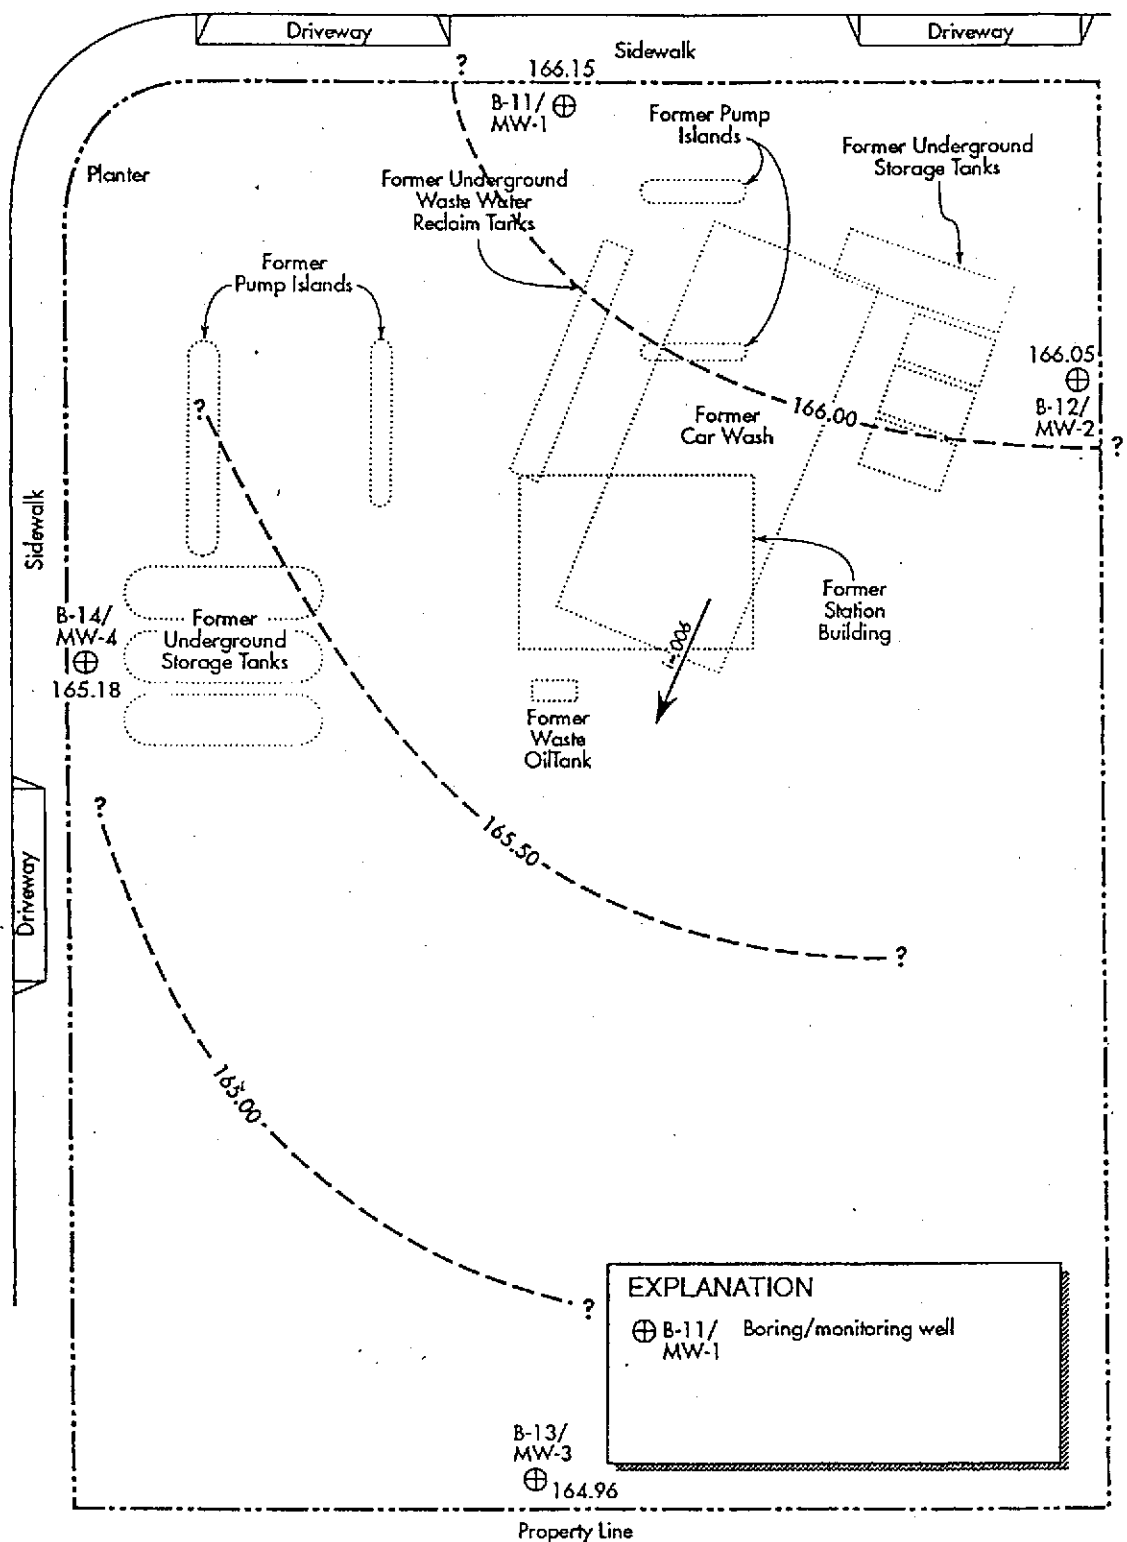 Driveway
Driveway
Sidewalk
?
166.15
B-11/
MW-1
Former Pump
Islands
Former Underground
Storage Tanks
Planter
Former Underground
Waste Water
Reclaim Tanks
Former
Pump Islands
166.05
B-12/
MW-2
?
?
166.00
Former
Car Wash
Sidewalk
B-14/
MW-4
165.18
Former
Underground
Storage Tanks
Former
Station
Building
i=.006
Former
Waste
OilTank
?
165.50
Driveway
?
165.00
?
EXPLANATION
B-11/ Boring/monitoring well
MW-1
B-13/
MW-3
164.96
Property Line